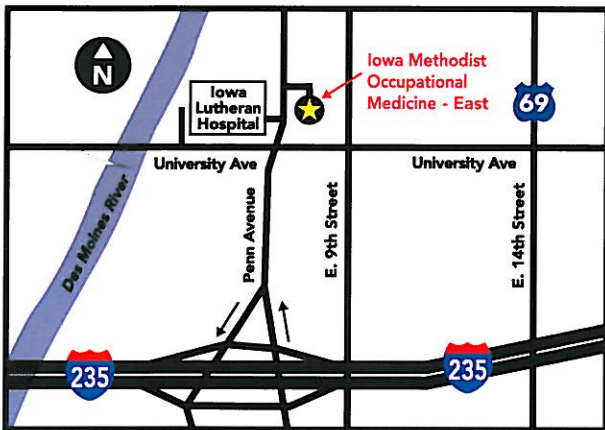 N
Iowa
Lutheran
Hospital
Iowa Methodist
Occupational
Medicine - East
69
University Ave
University Ave
Des Moines River
Penn Avenue
E. 9th Street
E. 14th Street
235
235